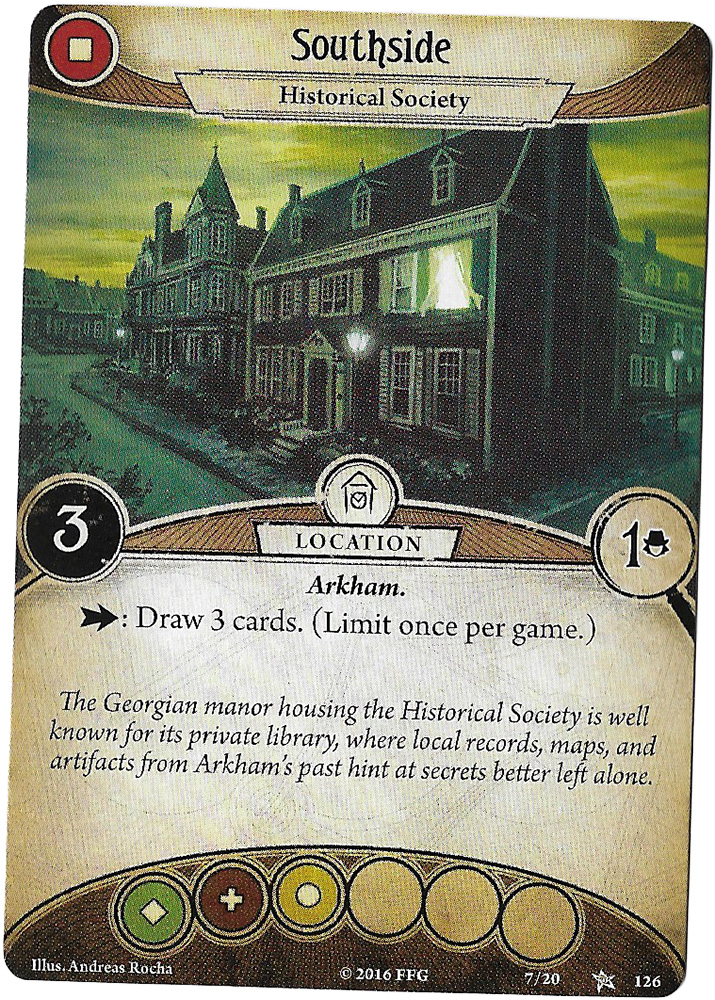 Southside
Historical Society
3
LOCATION
1
Arkham.
: Draw 3 cards. (Limit once per game.)
The Georgian manor housing the Historical Society is well
known for its private library, where local records, maps, and
artifacts from Arkham's past hint at secrets better left alone.
Illus. Andreas Rocha
© 2016 FFG
7/20
126